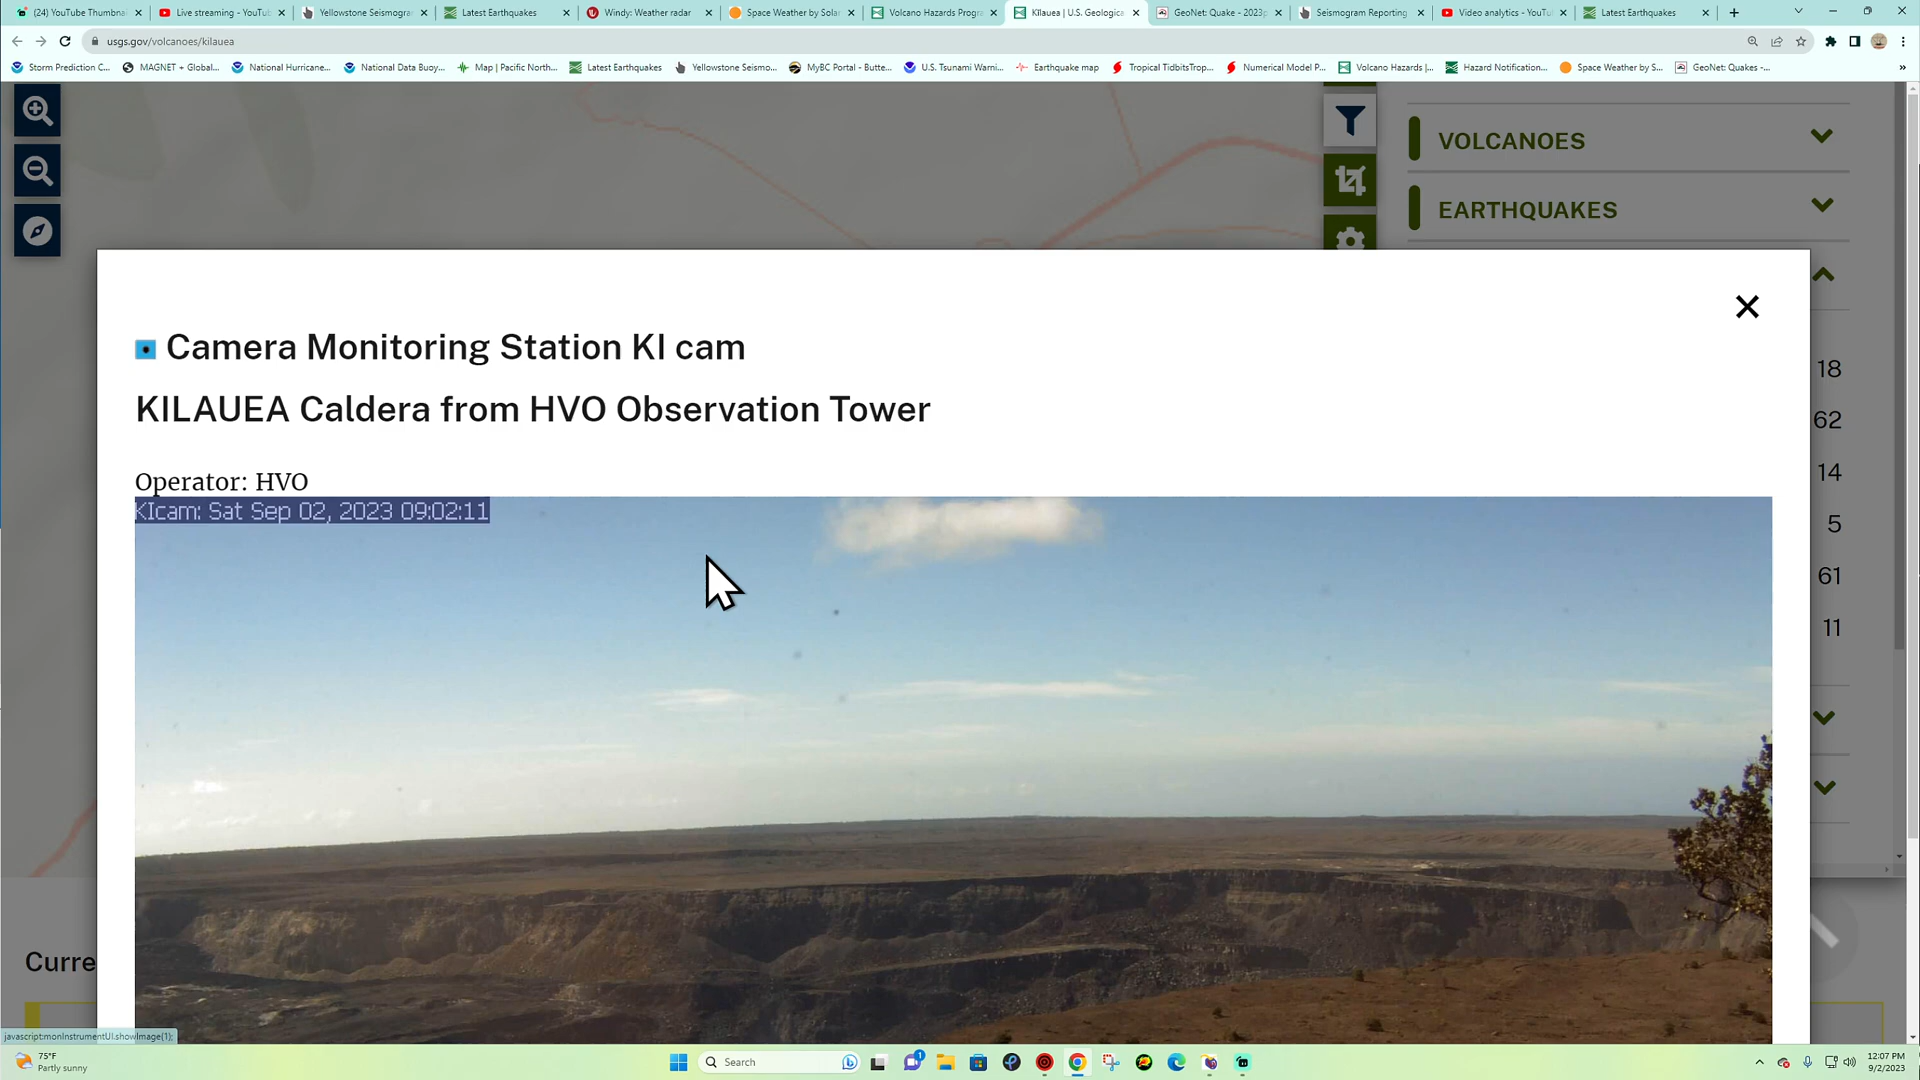 (24) YouTube Thumbnai
Live streaming - YouTu
Yellowstone Seismogra
Latest Earthquakes
Windy: Weather radar
Space Weather by Sola
Volcano Hazards Progra
Kīlauea | U.S. Geologica
GeoNet: Quake - 2023p
Seismogram Reporting
Video analytics - YouTu
Latest Earthquakes
usgs.gov/volcanoes/kilauea
Storm Prediction C...
MAGNET + Global...
National Hurricane...
National Data Buoy...
Map | Pacific North...
Latest Earthquakes
Yellowstone Seismo...
MyBC Portal - Butte...
U.S. Tsunami Warni...
Earthquake map
Tropical TidbitsTrop...
Numerical Model P...
Volcano Hazards |...
Hazard Notification...
Space Weather by S...
GeoNet: Quakes -...
»
VOLCANOES
EARTHQUAKES
Camera Monitoring Station KI cam
KILAUEA Caldera from HVO Observation Tower
Operator: HVO
KIcam: Sat Sep 02, 2023 09:02:11
18
62
14
5
61
11
Curre
javascript:monInstrumentUI.showImage(1);
75°F
Partly sunny
Search
1
12:07 PM
9/2/2023